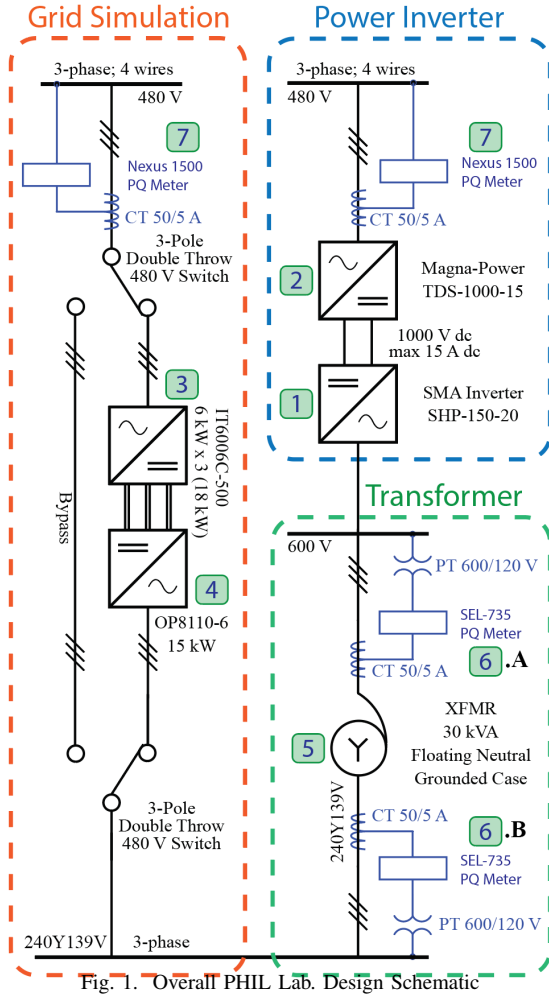 Grid Simulation
3-phase; 4 wires
480 V
7
Nexus 1500
PQ Meter
CT 50/5 A
3-Pole
Double Throw
480 V Switch
3
IT6006C-500
6 kW x 3 (18 kW)
Bypass
4
OP8110-6
15 kW
3-Pole
Double Throw
480 V Switch
240Y139V
3-phase
Power Inverter
3-phase; 4 wires
480 V
7
Nexus 1500
PQ Meter
CT 50/5 A
2
Magna-Power
TDS-1000-15
1000 V dc
max 15 A dc
1
SMA Inverter
SHP-150-20
Transformer
600 V
PT 600/120 V
SEL-735
PQ Meter
6 .A
CT 50/5 A
5
Y
XFMR
30 kVA
Floating Neutral
Grounded Case
240Y139V
CT 50/5 A
6 .B
SEL-735
PQ Meter
PT 600/120 V
Fig. 1. Overall PHIL Lab. Design Schematic